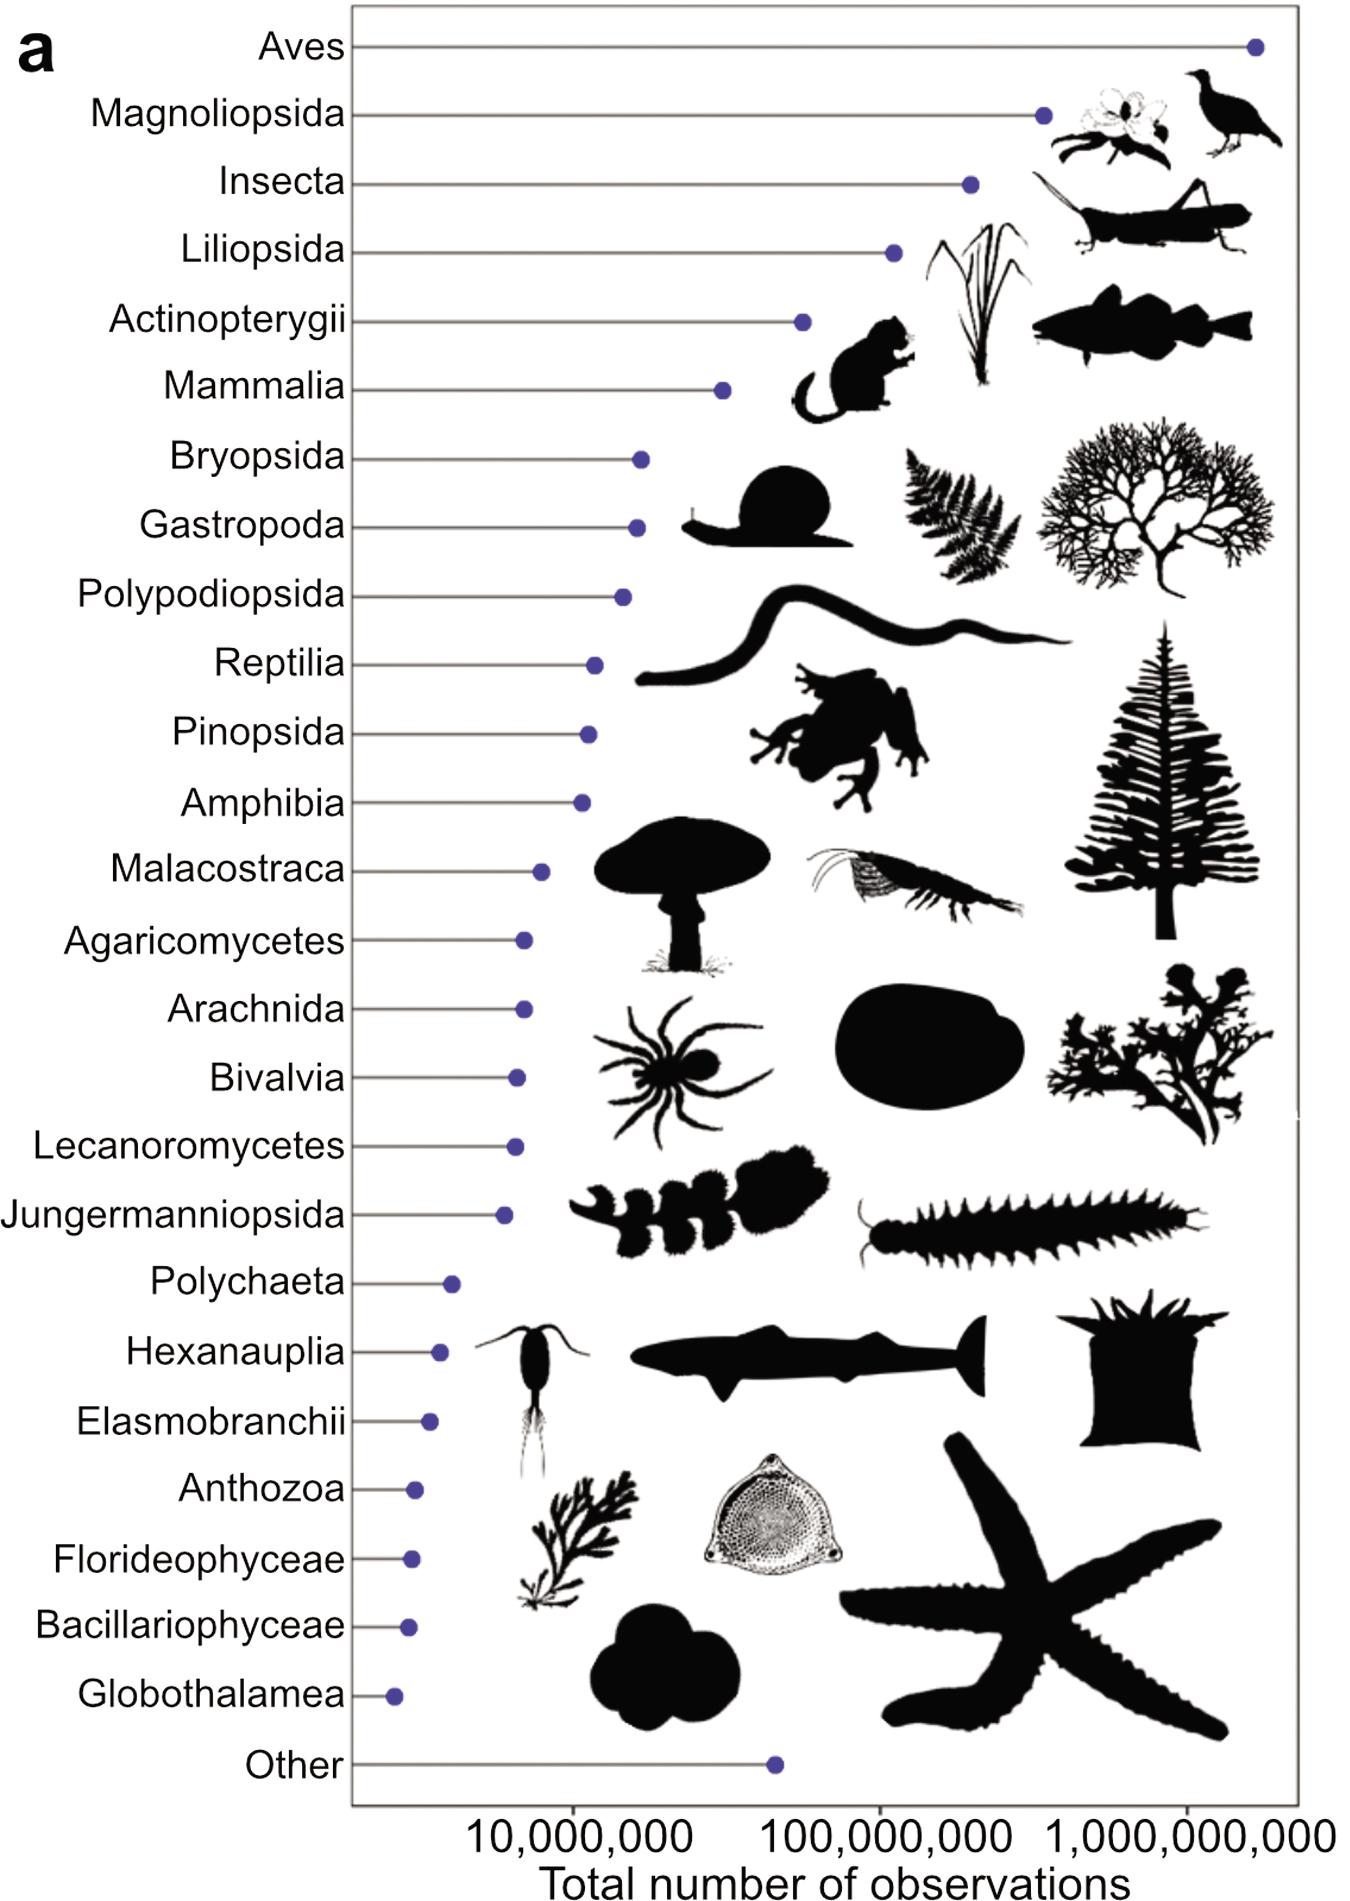 a
Aves
Magnoliopsida
Insecta
Liliopsida
Actinopterygii
Mammalia
Bryopsida
Gastropoda
Polypodiopsida
Reptilia
Pinopsida
Amphibia
Malacostraca
Agaricomycetes
Arachnida
Bivalvia
Lecanoromycetes
Jungermanniopsida
Polychaeta
Hexanauplia
Elasmobranchii
Anthozoa
Florideophyceae
Bacillariophyceae
Globothalamea
Other
10,000,000 100,000,000 1,000,000,000
Total number of observations